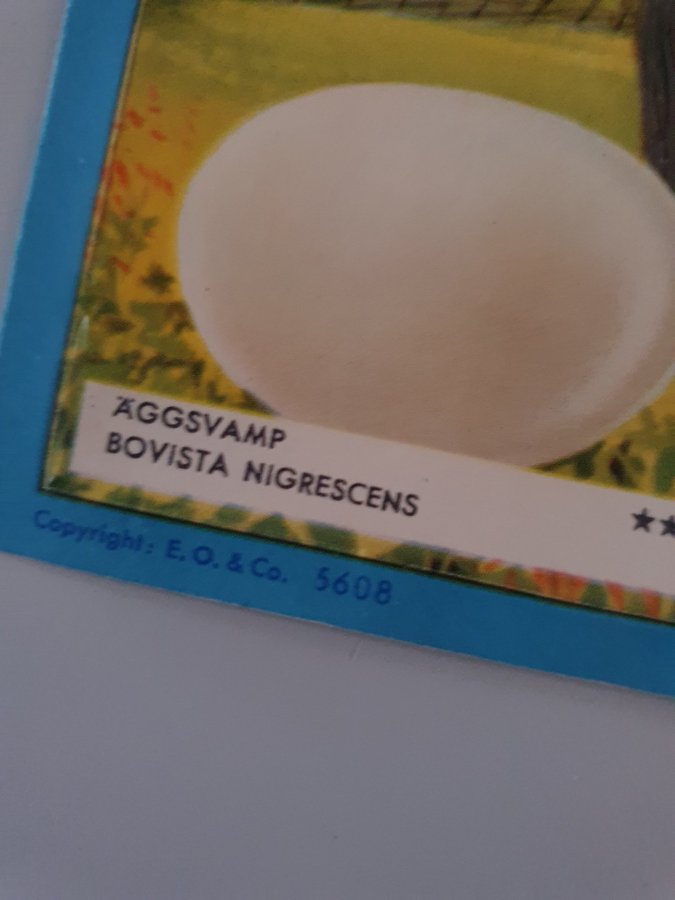 ÄGGSVAMP
BOVISTA NIGRESCENS
★★
Copyright: E. O. & Co. 5608